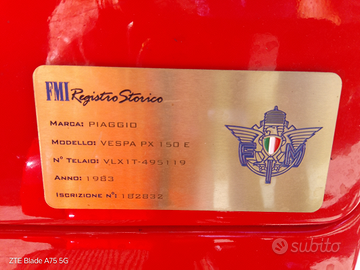 FMI Registro Storico
Marca: PIAGGIO
Modello: VESPA PX 150 E
N° Telaio: VLX1T-495119
Anno: 1983
Iscrizione N°: 182832
FIM
ZTE Blade A75 5G
subito